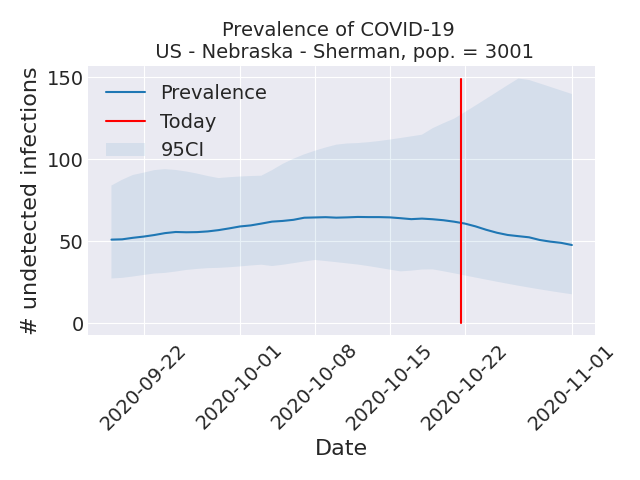 Prevalence of COVID-19
US - Nebraska - Sherman, pop. = 3001
# undetected infections
150
100
50
0
Prevalence
Today
95CI
2020-09-22
2020-10-01
2020-10-08
2020-10-15
2020-10-22
2020-11-01
Date